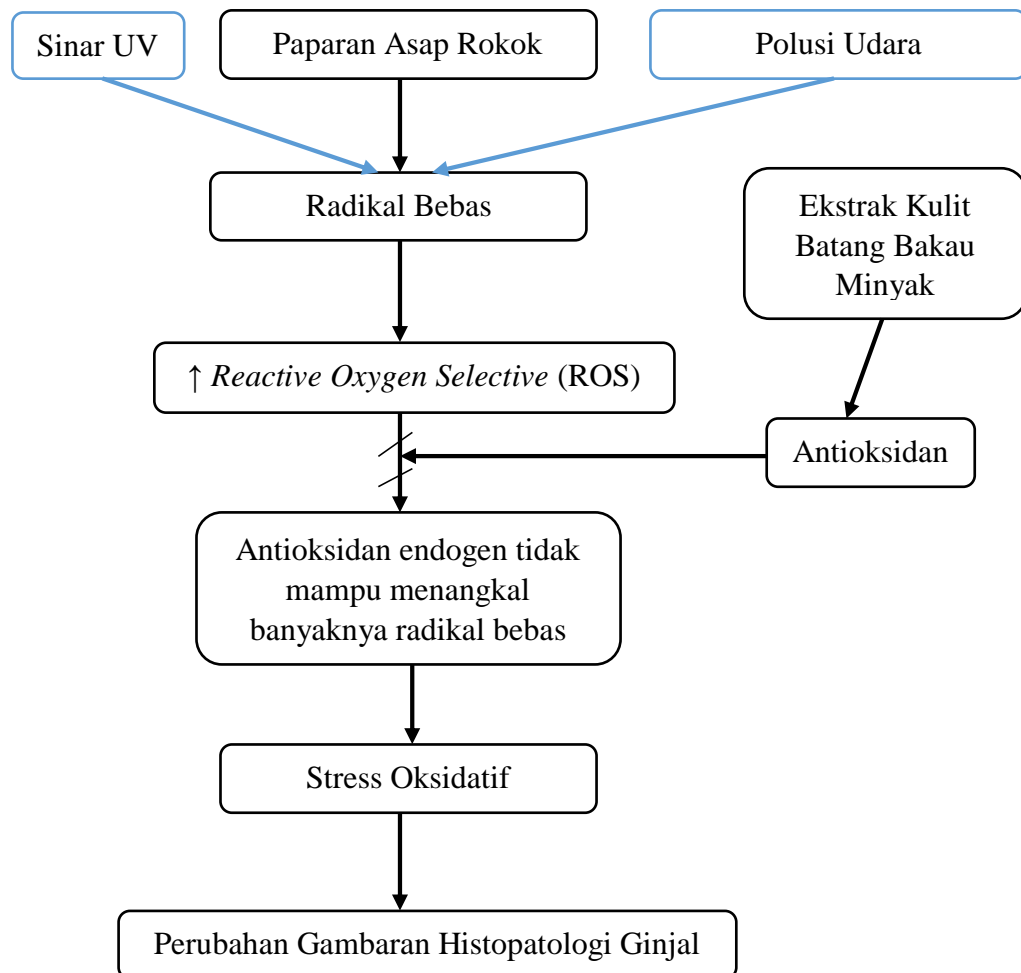 Sinar UV
Paparan Asap Rokok
Polusi Udara
Radikal Bebas
Ekstrak Kulit
Batang Bakau
Minyak
↑ Reactive Oxygen Selective (ROS)
Antioksidan
Antioksidan endogen tidak
mampu menangkal
banyaknya radikal bebas
Stress Oksidatif
Perubahan Gambaran Histopatologi Ginjal